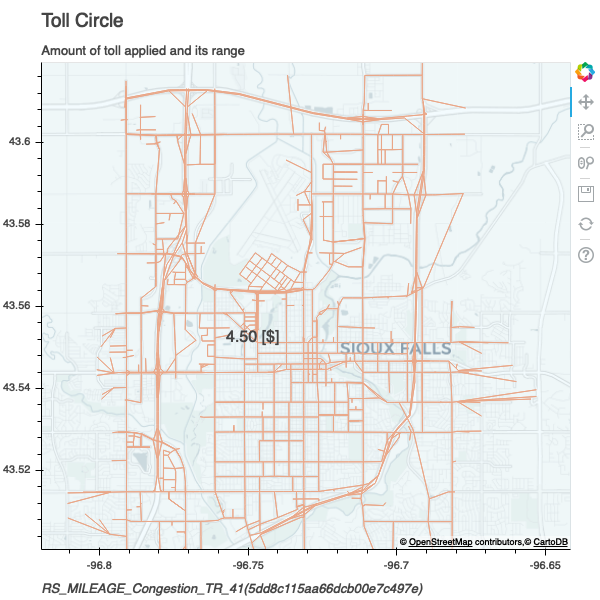 Toll Circle
Amount of toll applied and its range
43.6
43.58
43.56
4.50 [$]
SIOUX FALLS
43.54
43.52
© OpenStreetMap contributors,© CartoDB
-96.8
-96.75
-96.7
-96.65
RS_MILEAGE_Congestion_TR_41(5dd8c115aa66dcb00e7c497e)